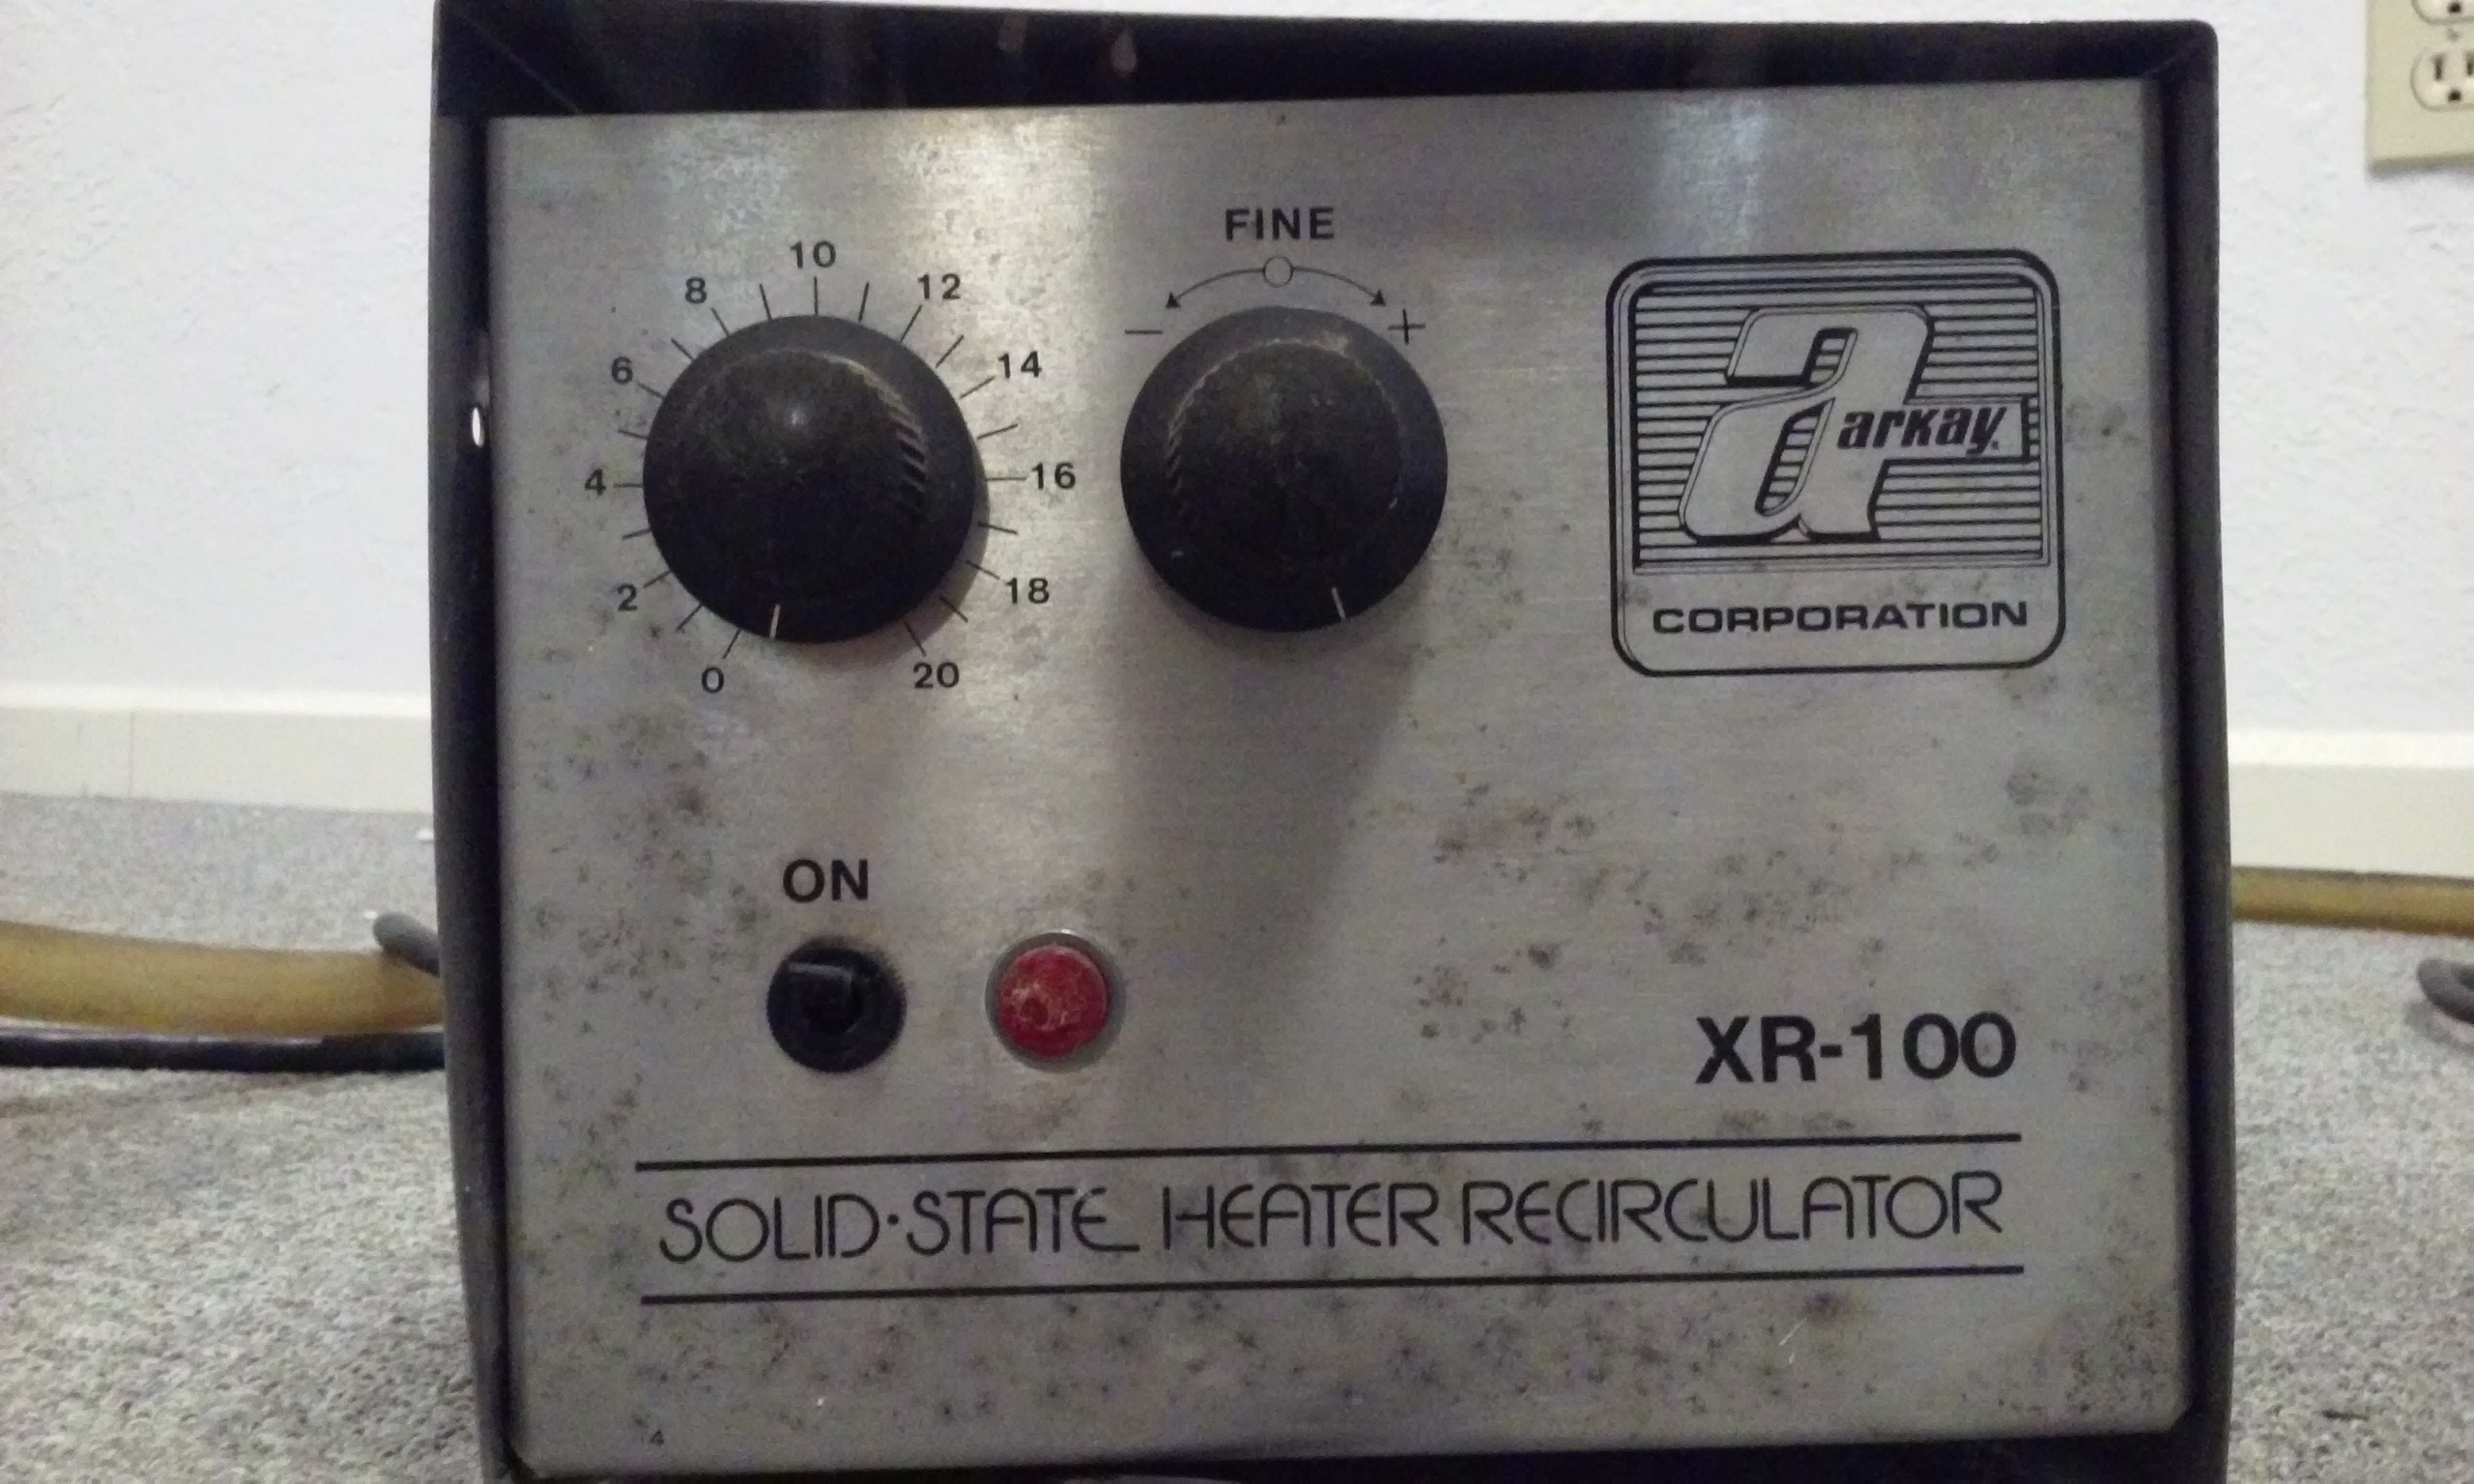 FINE
10
8
12
6
14
4
16
2
18
0
20
−
+
a
arkay
CORPORATION
ON
XR-100
SOLID·STATE HEATER RECIRCULATOR
4